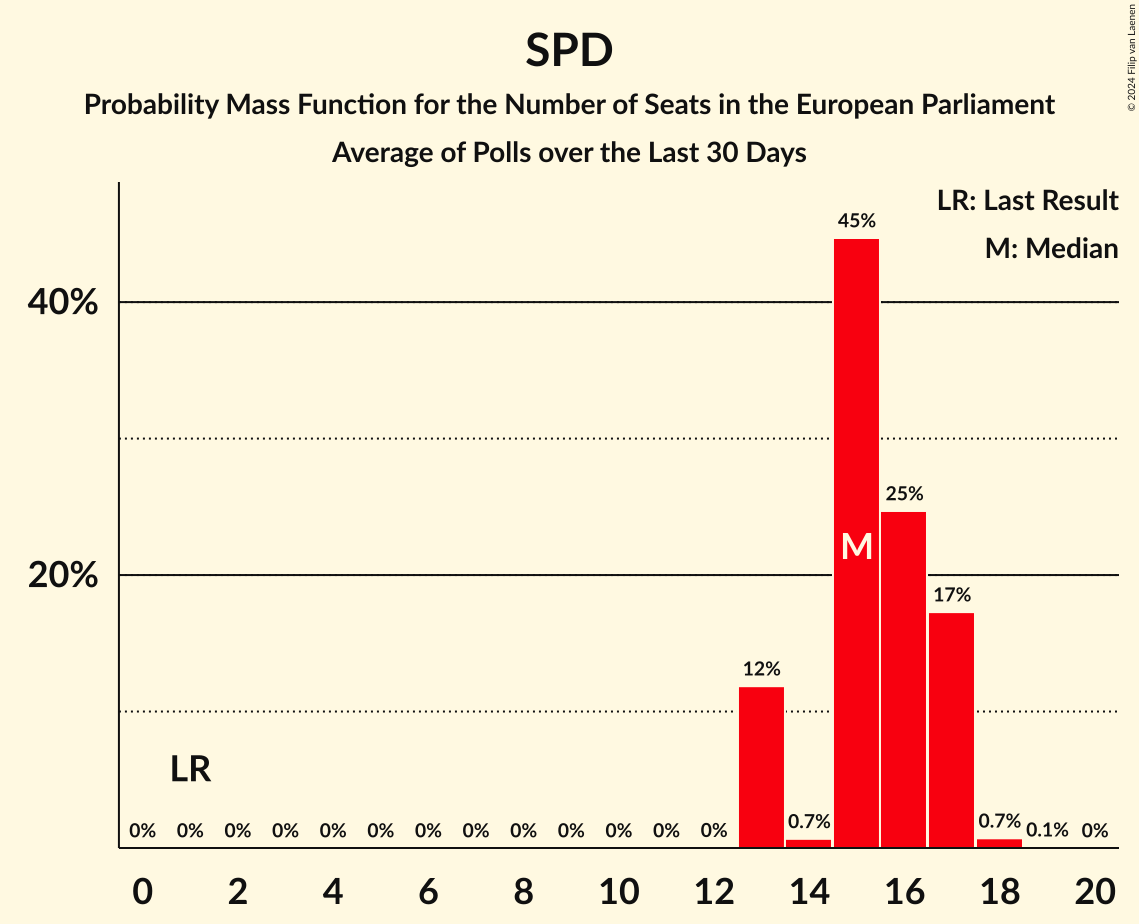 SPD
Probability Mass Function for the Number of Seats in the European Parliament
Average of Polls over the Last 30 Days
© 2024 Filip van Laenen
LR: Last Result
M: Median
45%
40%
25%
M
20%
17%
12%
LR
0% 0% 0% 0% 0% 0% 0% 0% 0% 0% 0% 0% 0% 0.7% 0.7% 0.1% 0%
0 2 4 6 8 10 12 14 16 18 20